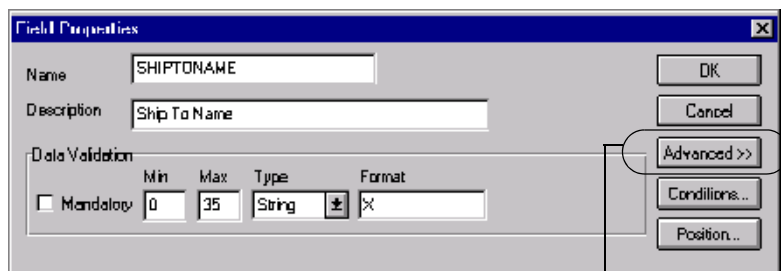 Field Properties
Name SHIPTONAME OK
Description Ship To Name Cancel
Data Validation Advanced >>
Min Max Type Format
Mandatory 0 35 String X Conditions...
Position...